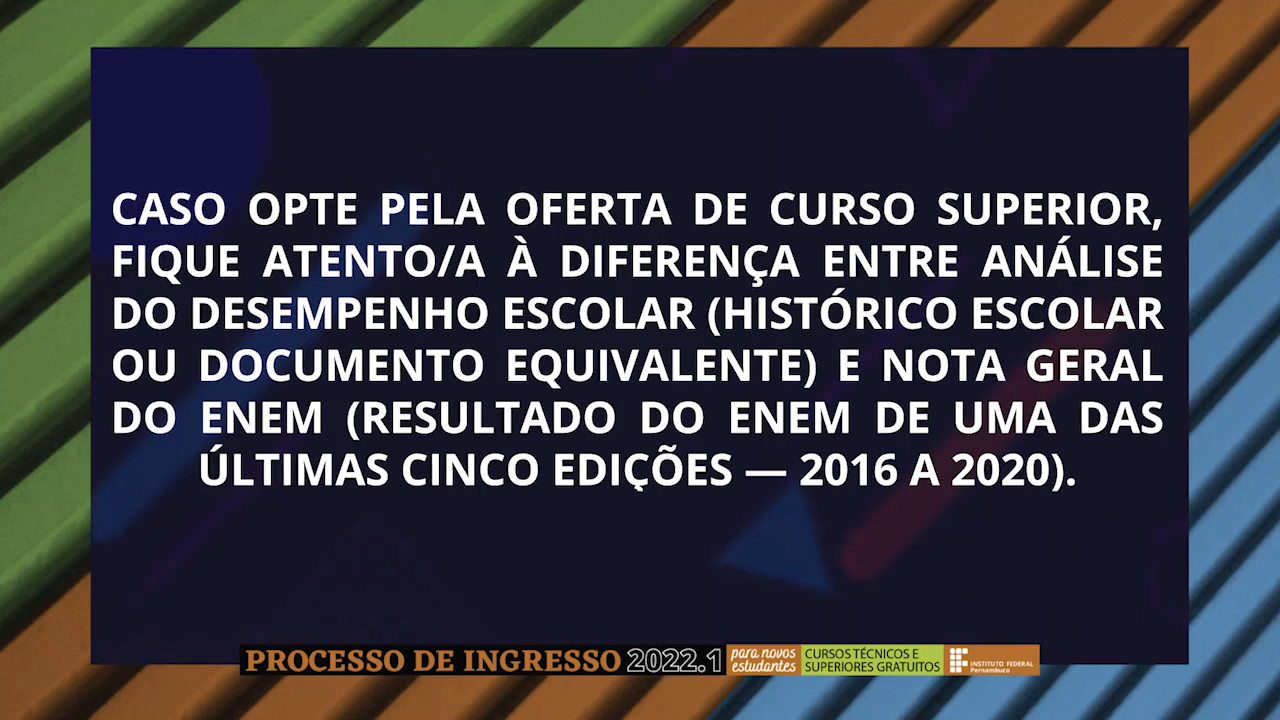 CASO OPTE PELA OFERTA DE CURSO SUPERIOR,
FIQUE ATENTO/A À DIFERENÇA ENTRE ANÁLISE
DO DESEMPENHO ESCOLAR (HISTÓRICO ESCOLAR
OU DOCUMENTO EQUIVALENTE) E NOTA GERAL
DO ENEM (RESULTADO DO ENEM DE UMA DAS
ÚLTIMAS CINCO EDIÇÕES — 2016 A 2020).
PROCESSO DE INGRESSO 2022.1
para novos
estudantes
CURSOS TÉCNICOS E
SUPERIORES GRATUITOS
INSTITUTO FEDERAL
Pernambuco